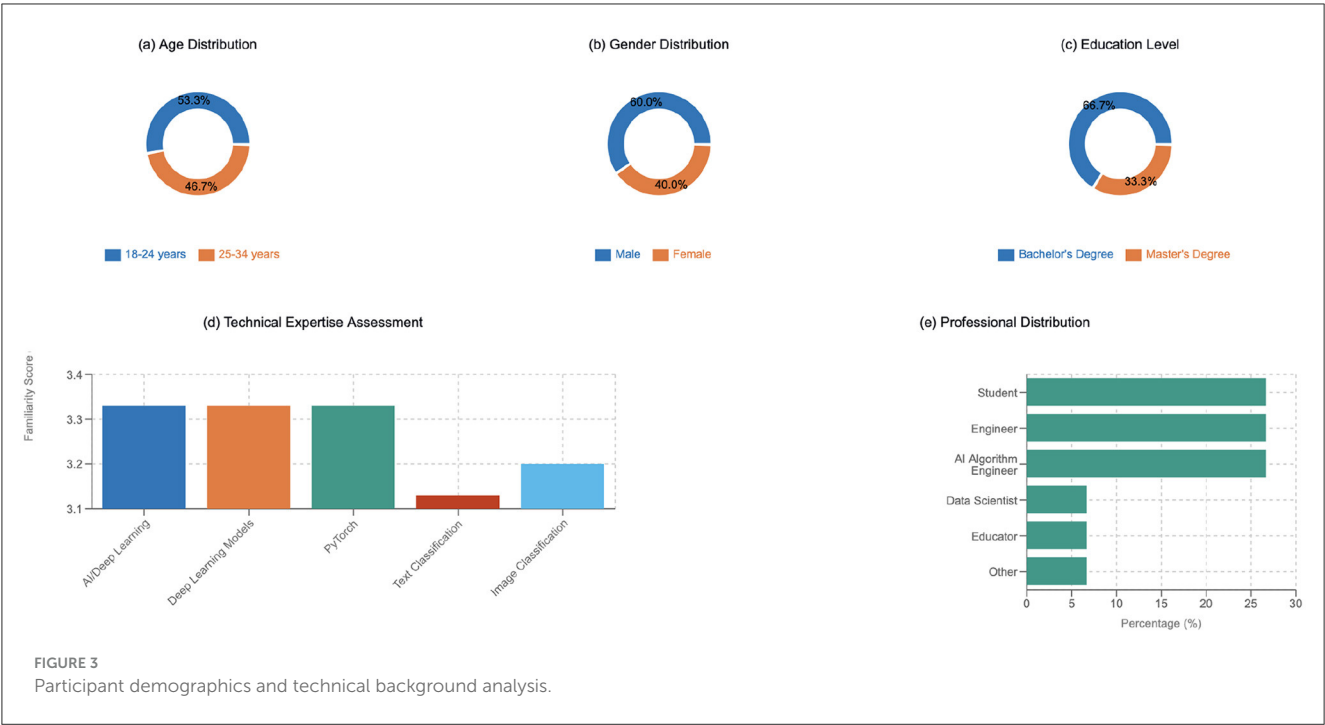 (a) Age Distribution
53.3%
46.7%
18-24 years
25-34 years
(b) Gender Distribution
60.0%
40.0%
Male
Female
(c) Education Level
66.7%
33.3%
Bachelor's Degree
Master's Degree
(d) Technical Expertise Assessment
Familiarity Score
3.4
3.3
3.2
3.1
AI/Deep Learning
Deep Learning Models
PyTorch
Text Classification
Image Classification
(e) Professional Distribution
Student
Engineer
AI Algorithm
Engineer
Data Scientist
Educator
Other
0
5
10
15
20
25
30
Percentage (%)
FIGURE 3
Participant demographics and technical background analysis.